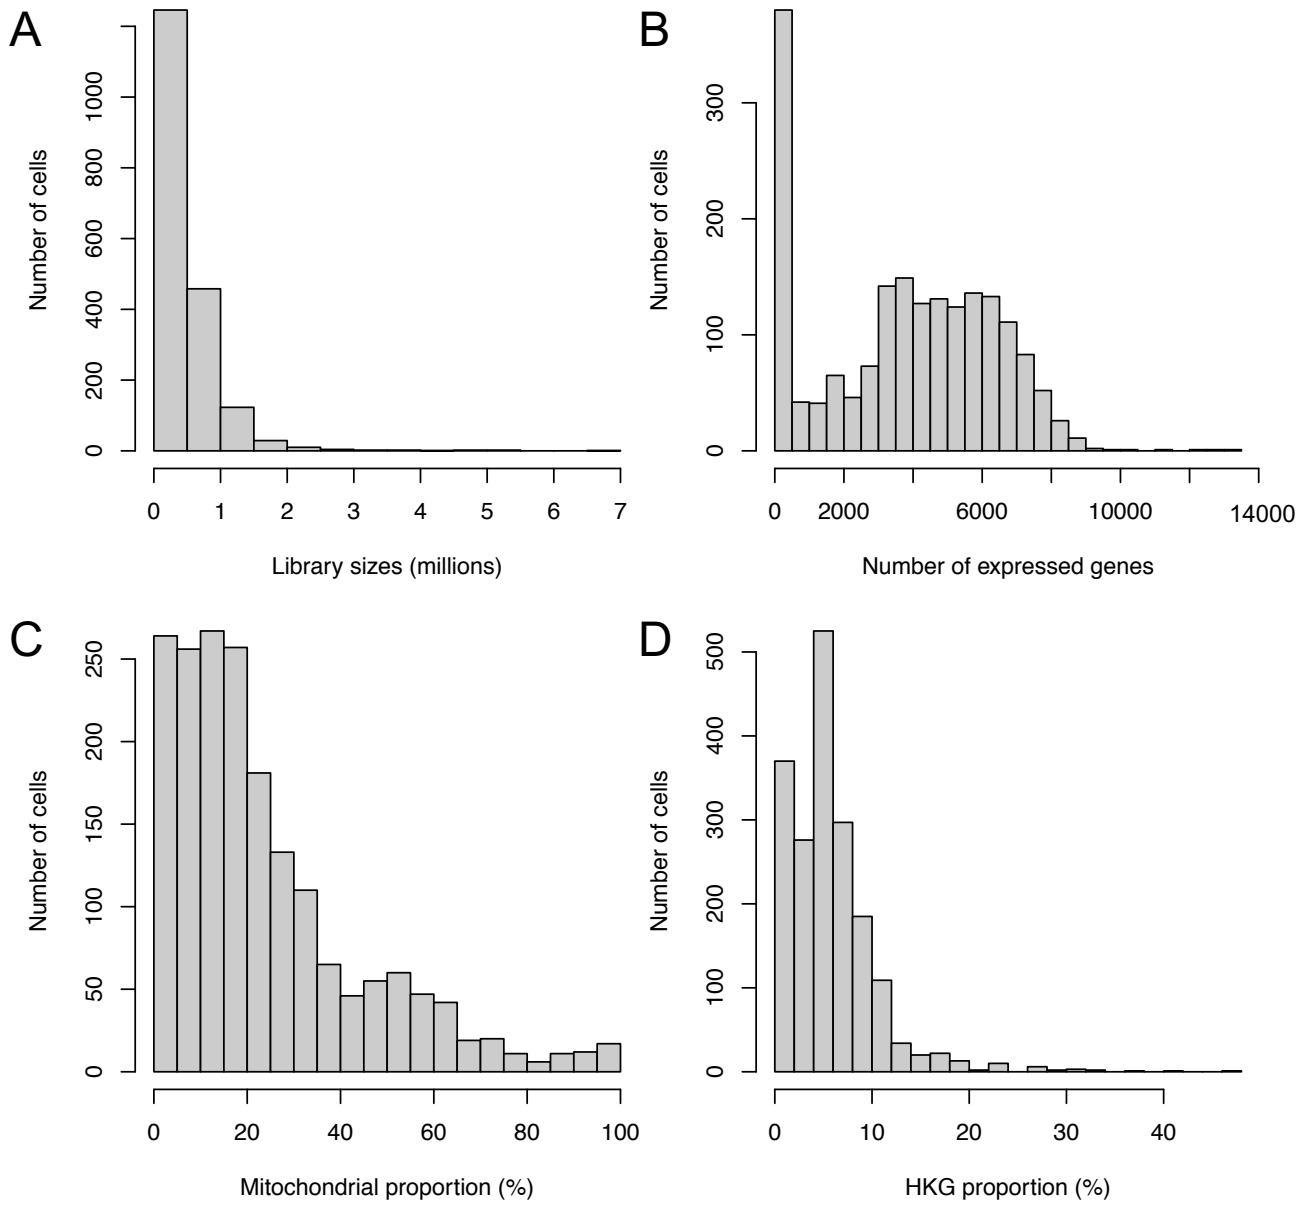 A
Number of cells
0 200 400 600 800 1000
0 1 2 3 4 5 6 7
Library sizes (millions)
B
Number of cells
0 100 200 300
0 2000 6000 10000 14000
Number of expressed genes
C
Number of cells
0 50 100 150 200 250
0 20 40 60 80 100
Mitochondrial proportion (%)
D
Number of cells
0 100 200 300 400 500
0 10 20 30 40
HKG proportion (%)